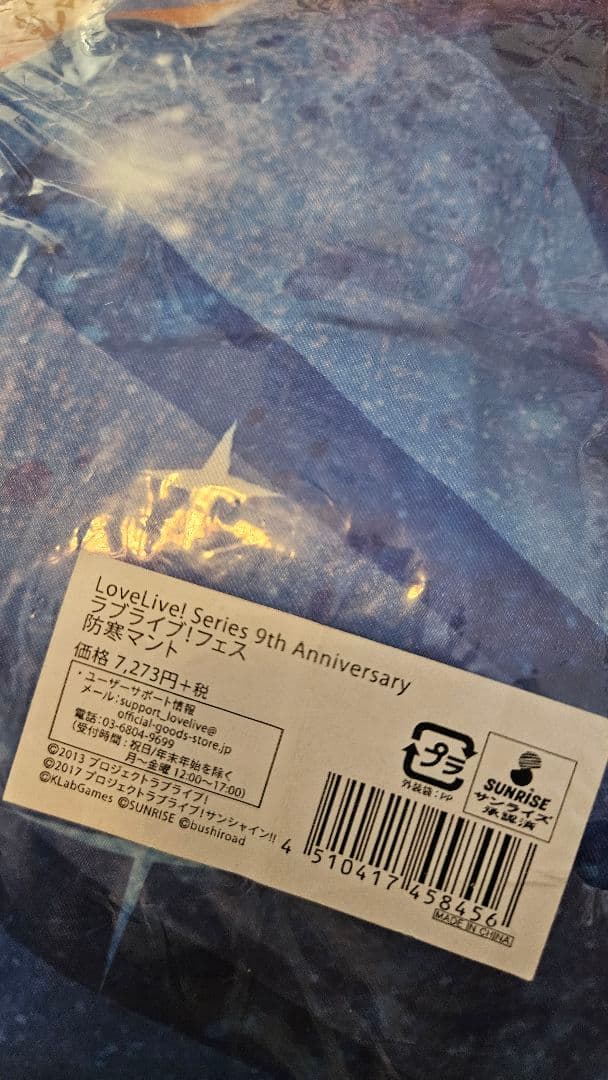 LoveLive! Series 9th Anniversary
ラブライブ!フェス
防寒マント
価格 7,273円+税
・ユーザーサポート情報
メール:support_lovelive@
official-goods-store.jp
電話:03-6804-9699
(受付時間:祝日/年末年始を除く
月〜金曜 12:00〜17:00)
©2013 プロジェクトラブライブ!
©2017 プロジェクトラブライブ!サンシャイン!!
©KLabGames ©SUNRISE ©bushiroad
プラ
外装袋:PP
SUNRISE
サンライズ
承認済
4 510417 458456
MADE IN CHINA